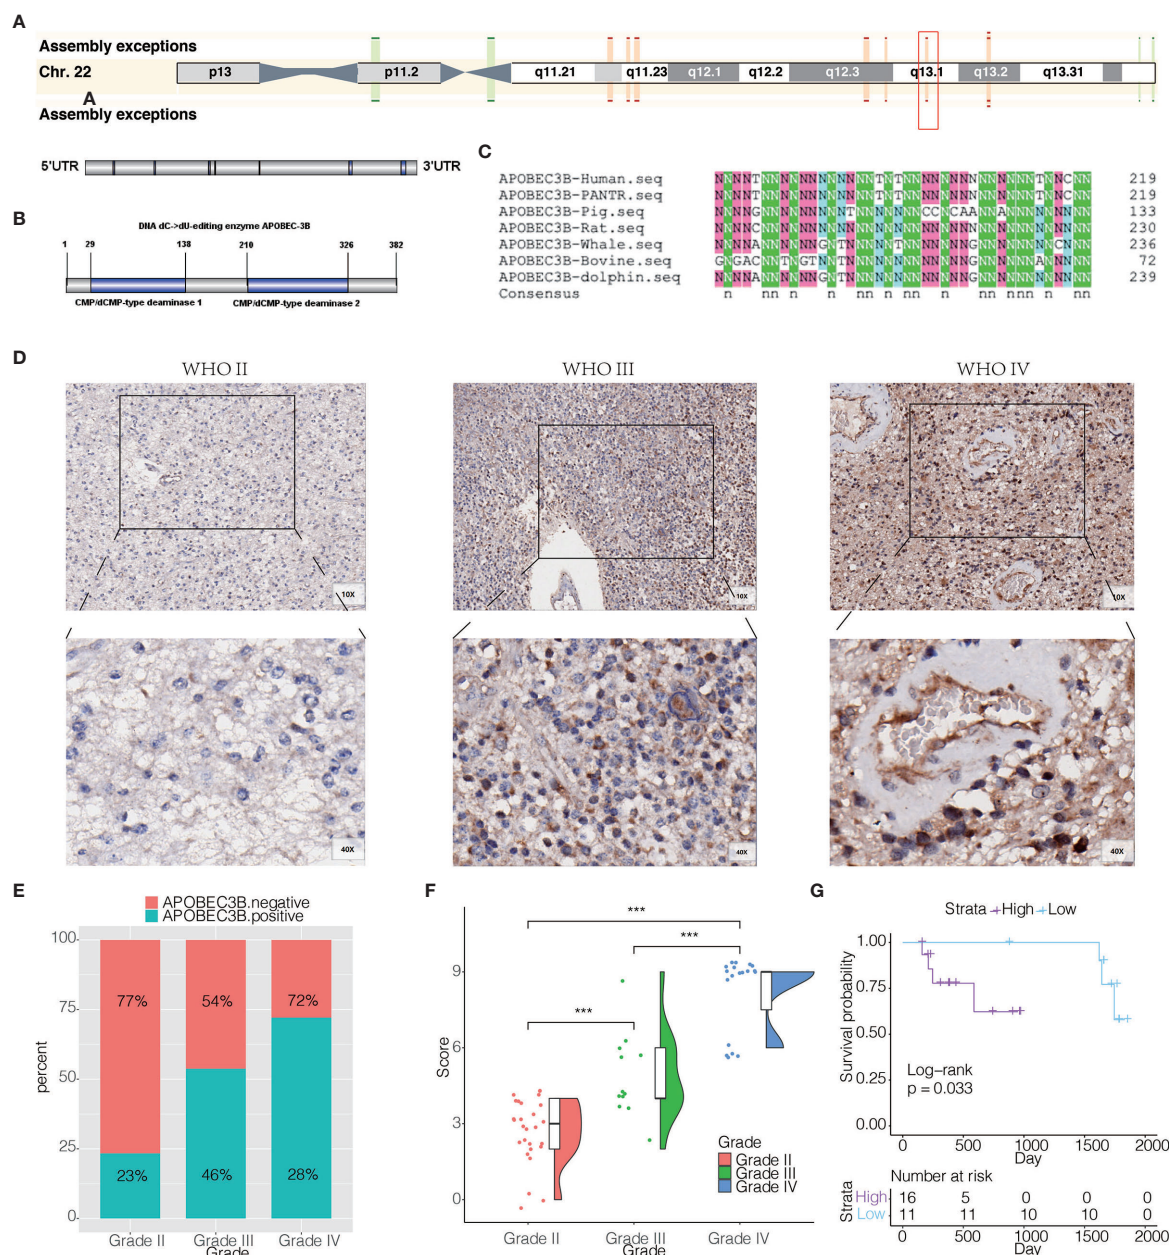 A
Assembly exceptions
Chr. 22
p13
p11.2
q11.21
q11.23
q12.1
q12.2
q12.3
q13.1
q13.2
q13.31
A
Assembly exceptions
5'UTR
3'UTR
B
DNA dC->dU-editing enzyme APOBEC-3B
1 29 138 210 326 382
CMP/dCMP-type deaminase 1
CMP/dCMP-type deaminase 2
C
APOBEC3B-Human.seq 219
APOBEC3B-PANTR.seq 219
APOBEC3B-Pig.seq 133
APOBEC3B-Rat.seq 230
APOBEC3B-Whale.seq 236
APOBEC3B-Bovine.seq 72
APOBEC3B-dolphin.seq 239
Consensus
D
WHO II
WHO III
WHO IV
10X
10X
10X
40X
40X
40X
E
APOBEC3B.negative
APOBEC3B.positive
percent
100
75
50
25
0
77%
54%
72%
23%
46%
28%
Grade II
Grade III
Grade IV
Grade
F
Score
9
6
3
0
***
***
***
Grade
Grade II
Grade III
Grade IV
Grade II
Grade III
Grade IV
Grade
G
Strata High Low
Survival probability
1.00
0.75
0.50
0.25
0.00
Log-rank
p = 0.033
0 500 1000 1500 2000
Day
Number at risk
Strata
High 16 5 0 0 0
Low 11 11 10 10 0
0 500 1000 1500 2000
Day